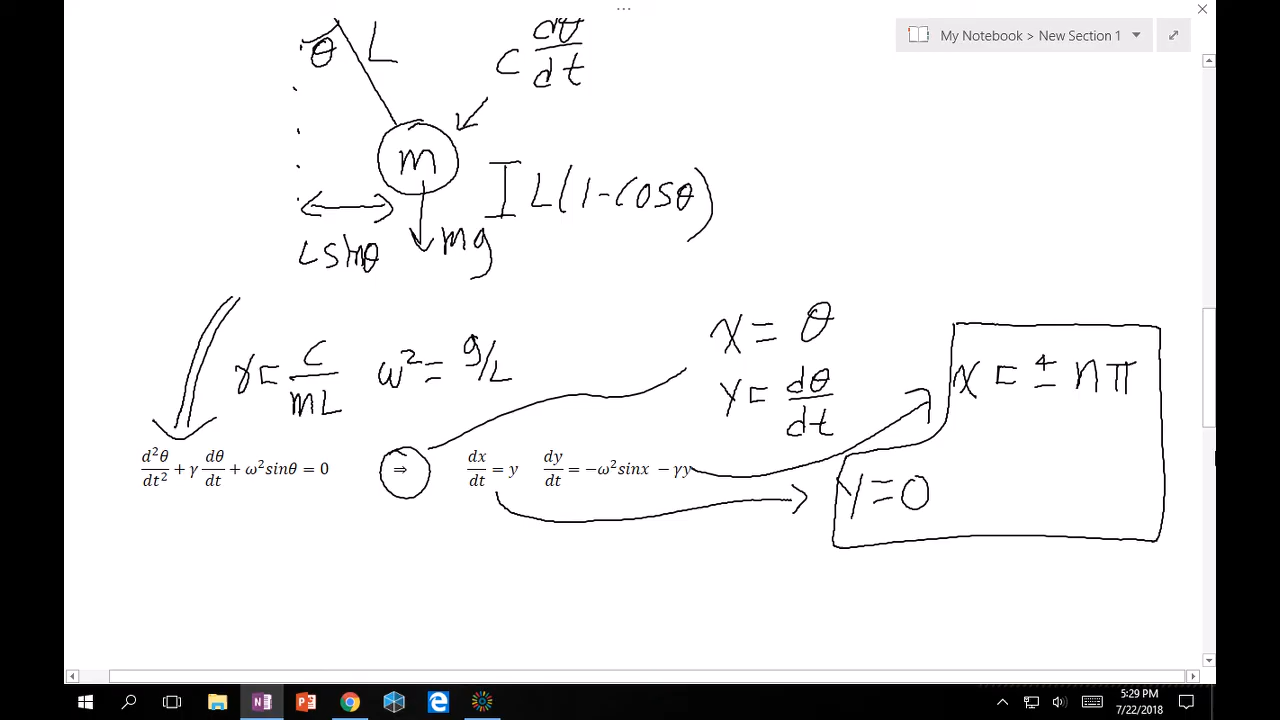 My Notebook > New Section 1
θ L
c dθ/dt
m
L(1-cosθ)
Lsinθ
mg
γ = c/mL ω² = g/L
x = θ
y = dθ/dt
x = ± nπ
d²θ/dt² + γ dθ/dt + ω²sinθ = 0 ⇒ dx/dt = y dy/dt = −ω²sinx − γy
y = 0
5:29 PM
7/22/2018